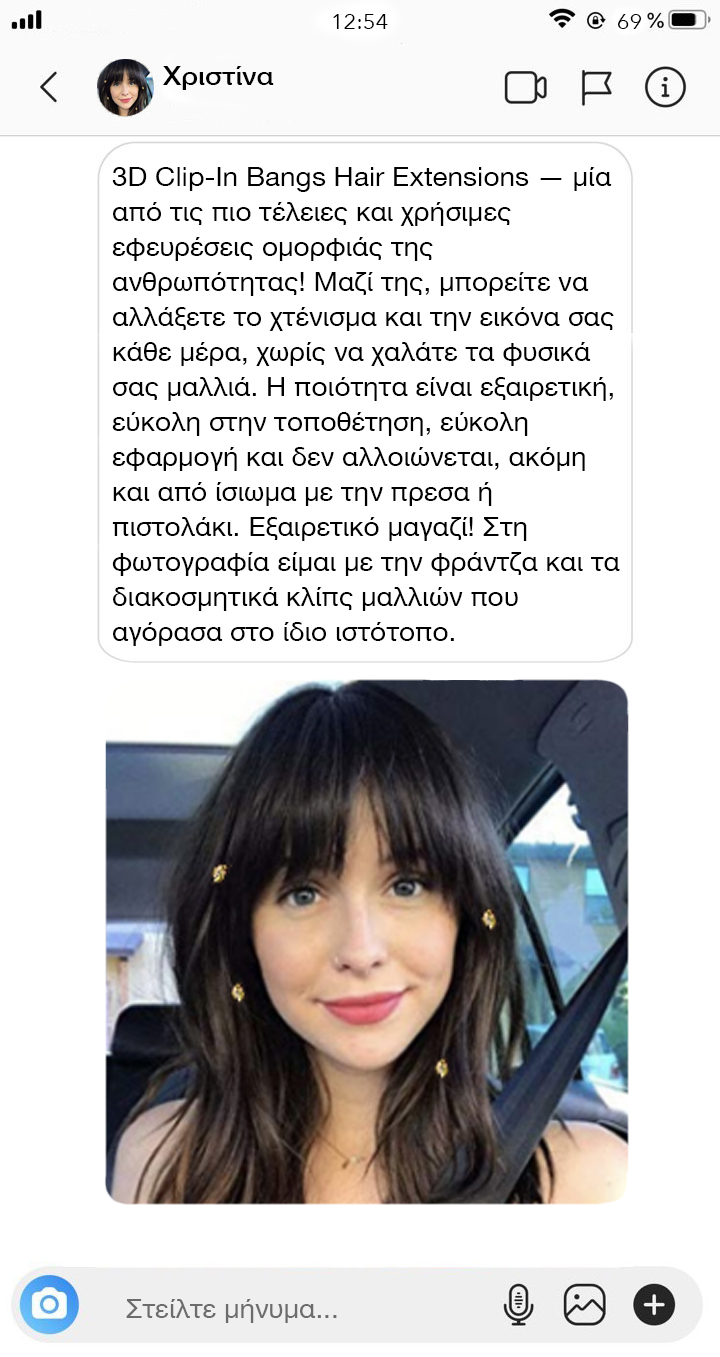 12:54
69 %
Χριστίνα
3D Clip-In Bangs Hair Extensions — μία
από τις πιο τέλειες και χρήσιμες
εφευρέσεις ομορφιάς της
ανθρωπότητας! Μαζί της, μπορείτε να
αλλάξετε το χτένισμα και την εικόνα σας
κάθε μέρα, χωρίς να χαλάτε τα φυσικά
σας μαλλιά. Η ποιότητα είναι εξαιρετική,
εύκολη στην τοποθέτηση, εύκολη
εφαρμογή και δεν αλλοιώνεται, ακόμη
και από ίσιωμα με την πρεσα ή
πιστολάκι. Εξαιρετικό μαγαζί! Στη
φωτογραφία είμαι με την φράντζα και τα
διακοσμητικά κλίπς μαλλιών που
αγόρασα στο ίδιο ιστότοπο.
Στείλτε μήνυμα...